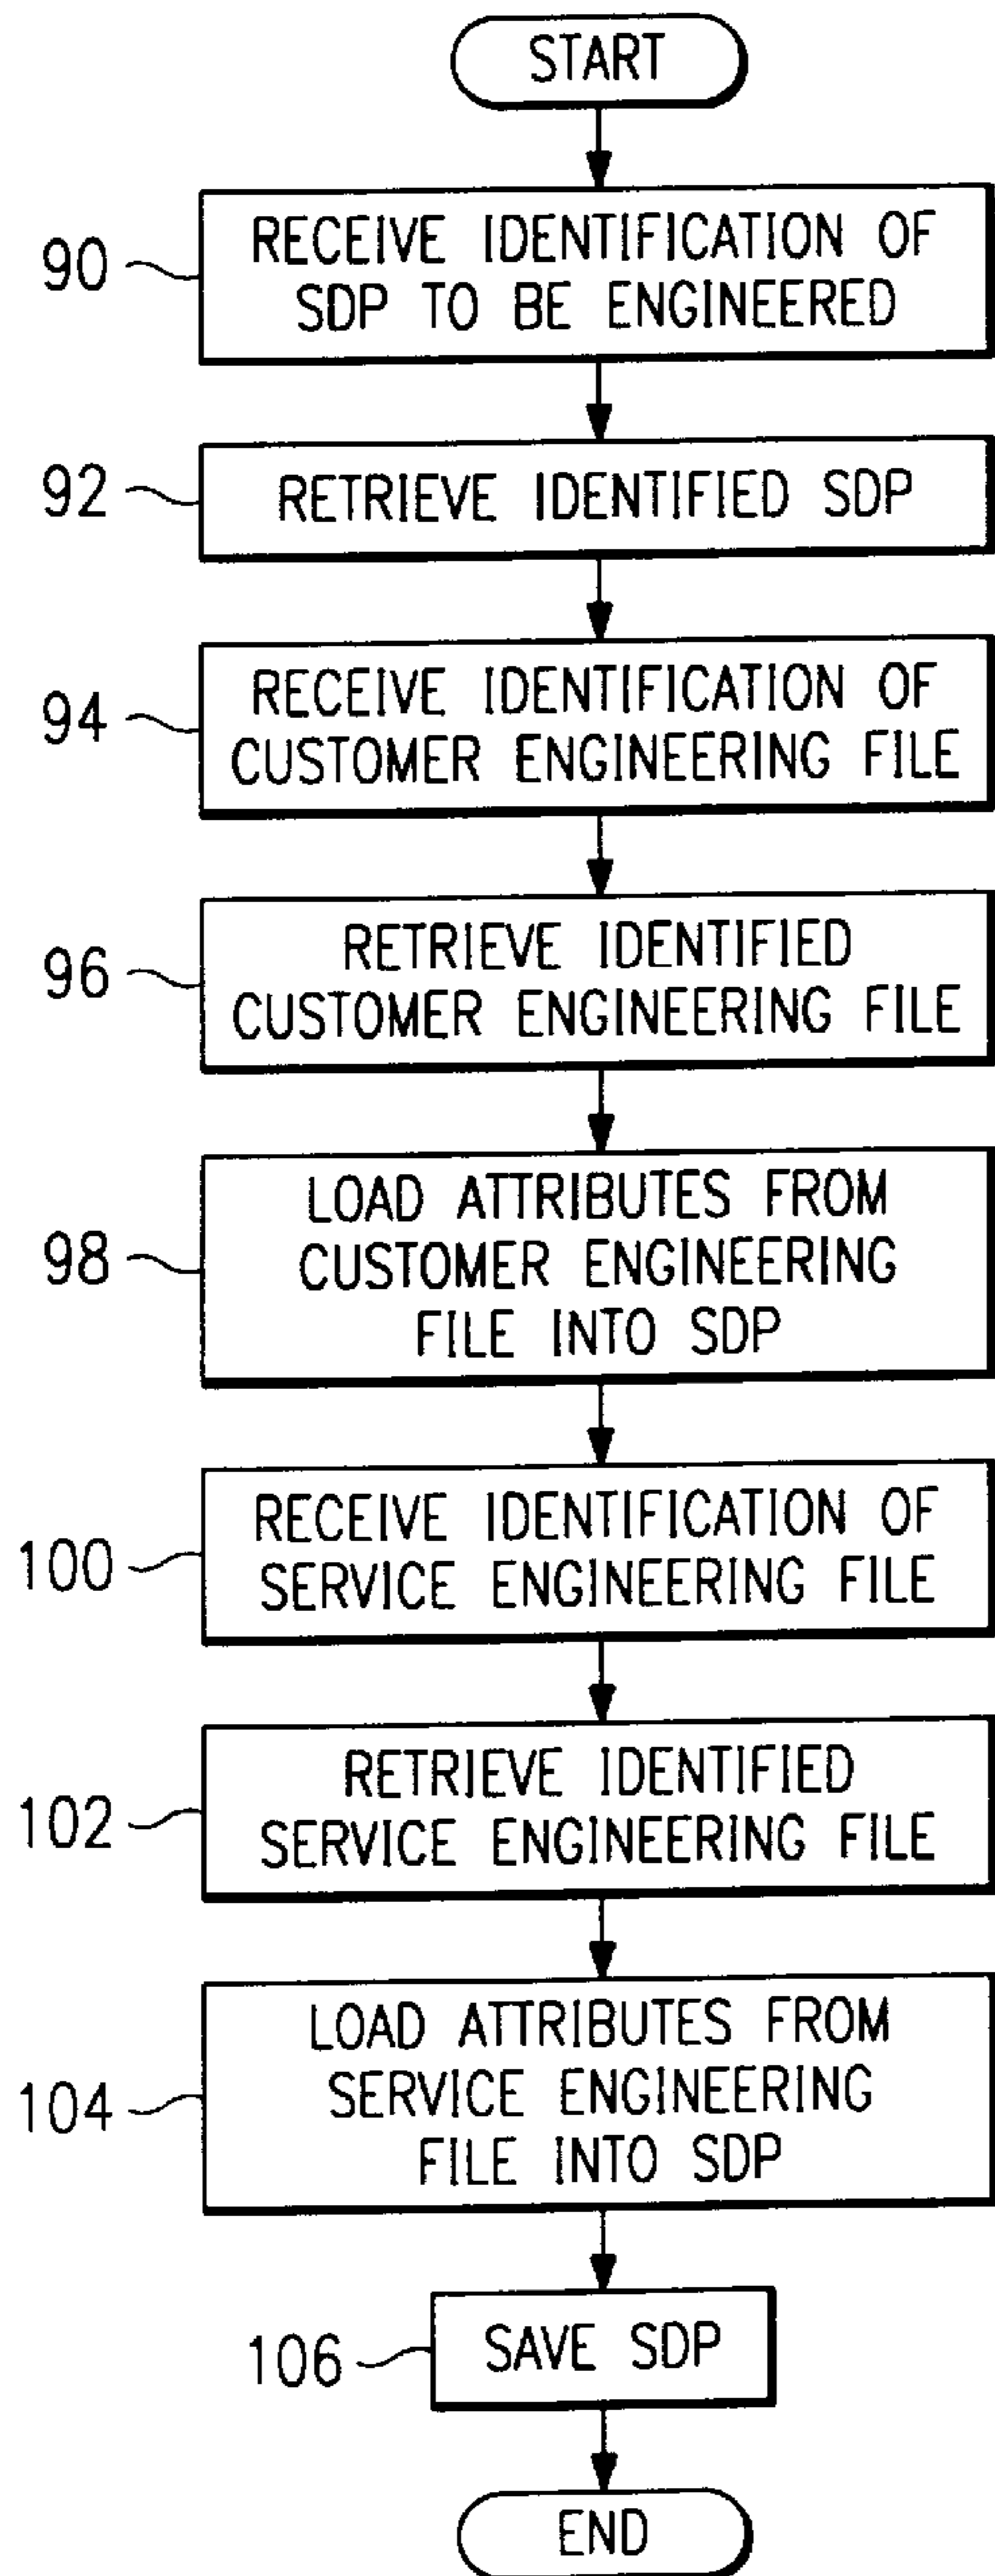 START
90
RECEIVE IDENTIFICATION OF
SDP TO BE ENGINEERED
92
RETRIEVE IDENTIFIED SDP
94
RECEIVE IDENTIFICATION OF
CUSTOMER ENGINEERING FILE
96
RETRIEVE IDENTIFIED
CUSTOMER ENGINEERING FILE
98
LOAD ATTRIBUTES FROM
CUSTOMER ENGINEERING
FILE INTO SDP
100
RECEIVE IDENTIFICATION OF
SERVICE ENGINEERING FILE
102
RETRIEVE IDENTIFIED
SERVICE ENGINEERING FILE
104
LOAD ATTRIBUTES FROM
SERVICE ENGINEERING
FILE INTO SDP
106
SAVE SDP
END